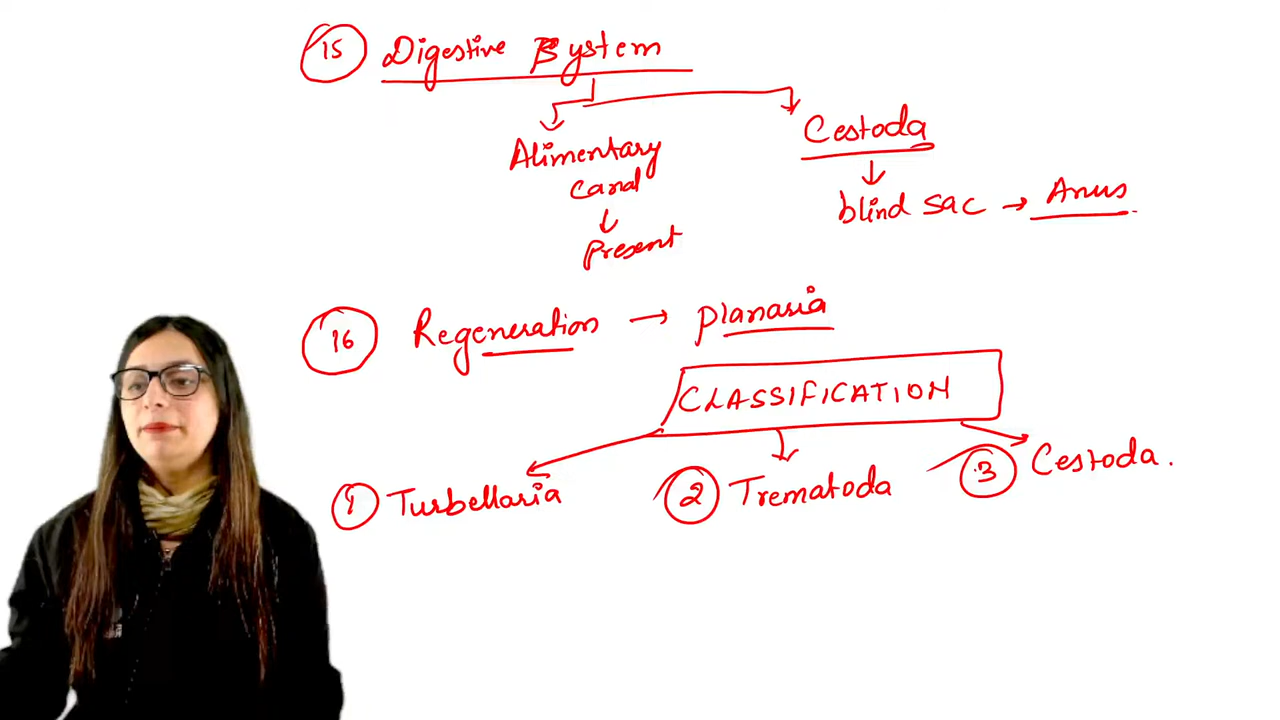 15 Digestive System
Alimentary
canal
↓
Present
Cestoda
↓
blind sac → Anus.
16 Regeneration → planaria
CLASSIFICATION
1 Turbellaria
2 Trematoda
3 Cestoda.